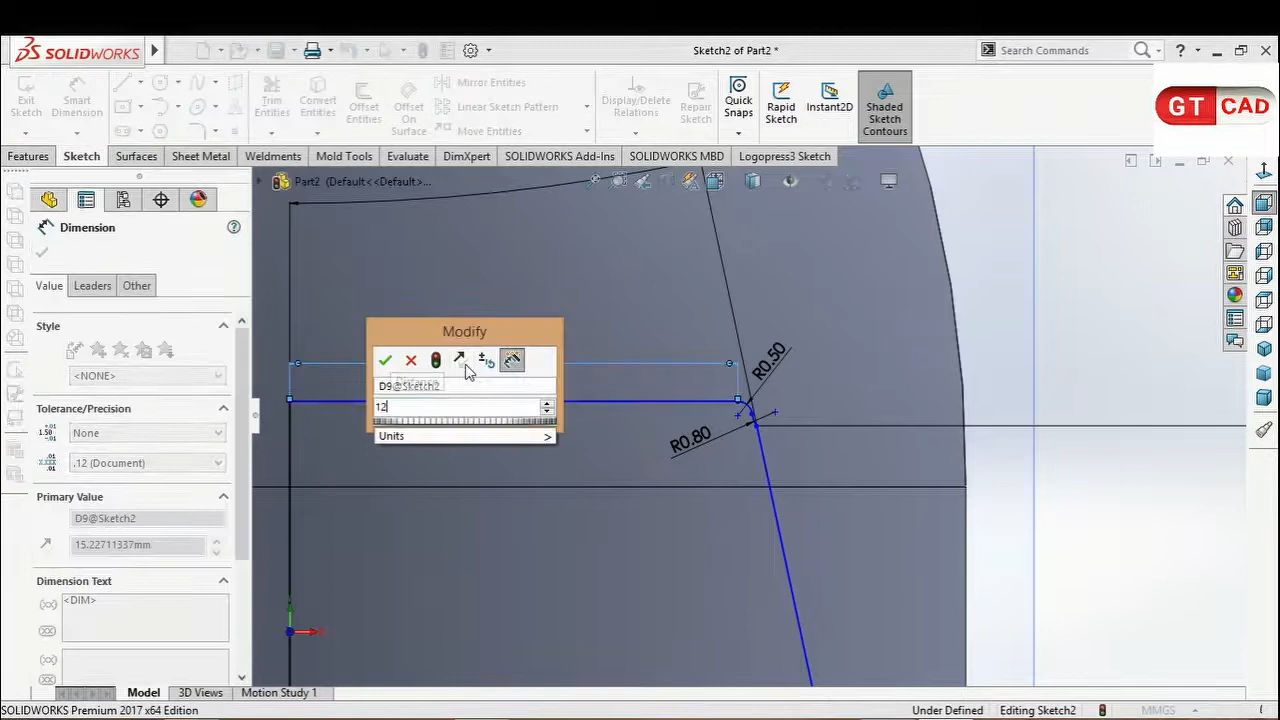 SOLIDWORKS
Sketch2 of Part2 *
Search Commands
?
GT CAD
Exit Sketch
Smart Dimension
Trim Entities
Convert Entities
Offset Entities
Offset On Surface
Mirror Entities
Linear Sketch Pattern
Move Entities
Display/Delete Relations
Repair Sketch
Quick Snaps
Rapid Sketch
Instant2D
Shaded Sketch Contours
Features
Sketch
Surfaces
Sheet Metal
Weldments
Mold Tools
Evaluate
DimXpert
SOLIDWORKS Add-Ins
SOLIDWORKS MBD
Logopress3 Sketch
Part2 (Default<<Default>...
Dimension
?
Value
Leaders
Other
Style
<NONE>
Tolerance/Precision
None
.12 (Document)
Primary Value
D9@Sketch2
15.22711337mm
Dimension Text
<DIM>
Modify
D9@Sketch2
12
Units >
R0.50
R0.80
Model
3D Views
Motion Study 1
SOLIDWORKS Premium 2017 x64 Edition
Under Defined
Editing Sketch2
MMGS